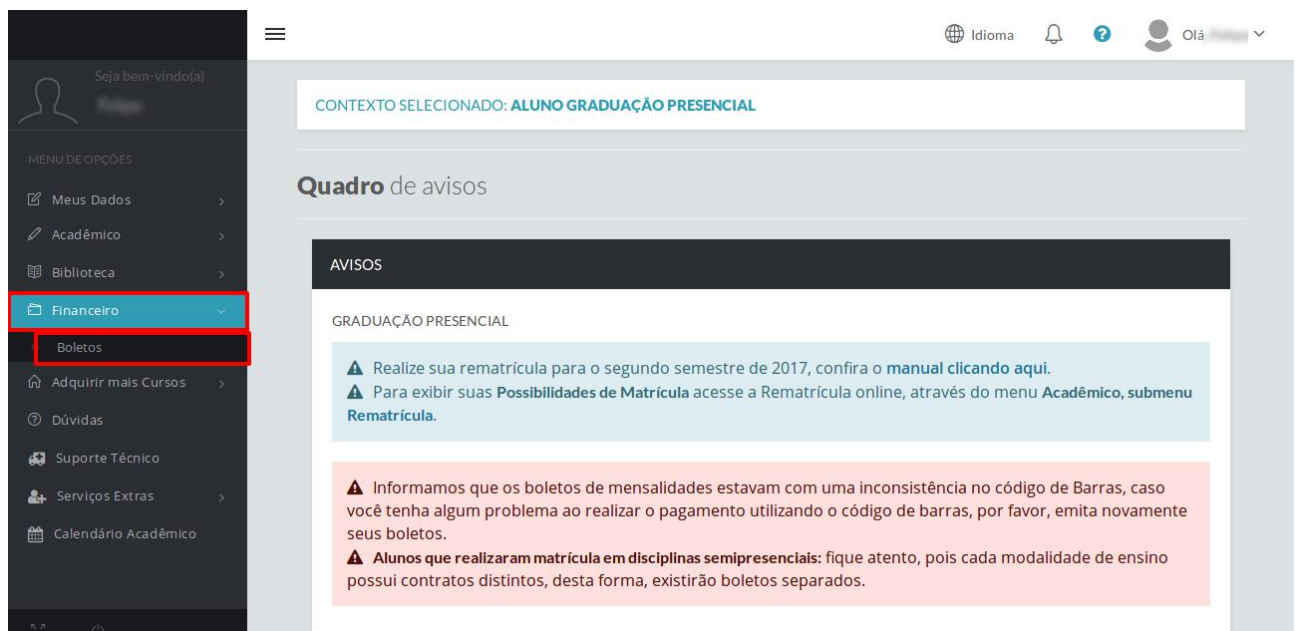 Idioma
Olá
Seja bem-vindo(a)
MENU DE OPÇÕES
Meus Dados
Acadêmico
Biblioteca
Financeiro
Boletos
Adquirir mais Cursos
Dúvidas
Suporte Técnico
Serviços Extras
Calendário Acadêmico
CONTEXTO SELECIONADO: ALUNO GRADUAÇÃO PRESENCIAL
Quadro de avisos
AVISOS
GRADUAÇÃO PRESENCIAL
Realize sua rematrícula para o segundo semestre de 2017, confira o manual clicando aqui.
Para exibir suas Possibilidades de Matrícula acesse a Rematrícula online, através do menu Acadêmico, submenu
Rematrícula.
Informamos que os boletos de mensalidades estavam com uma inconsistência no código de Barras, caso
você tenha algum problema ao realizar o pagamento utilizando o código de barras, por favor, emita novamente
seus boletos.
Alunos que realizaram matrícula em disciplinas semipresenciais: fique atento, pois cada modalidade de ensino
possui contratos distintos, desta forma, existirão boletos separados.